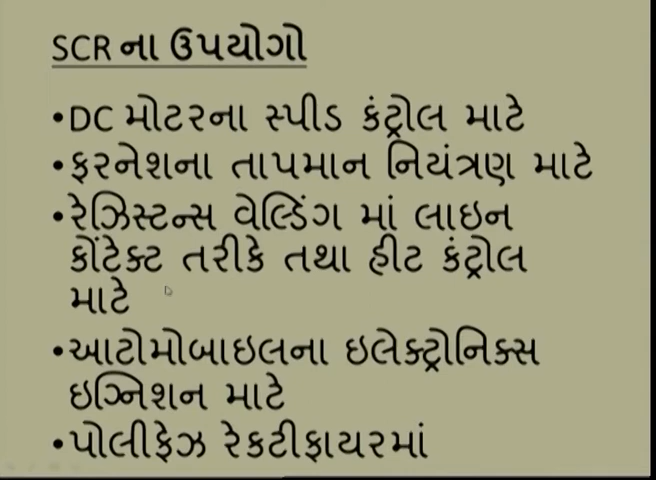 SCR ના ઉપયોગો
•DC મોટરના સ્પીડ કંટ્રોલ માટે
•ફરનેશના તાપમાન નિયંત્રણ માટે
•રેઝિસ્ટન્સ વેલ્ડિંગ માં લાઇન
કોંટેક્ટ તરીકે તથા હીટ કંટ્રોલ
માટે
•આટોમોબાઇલના ઇલેક્ટ્રોનિક્સ
ઇગ્નિશન માટે
•પોલીફેઝ રેકટીફાયરમાં